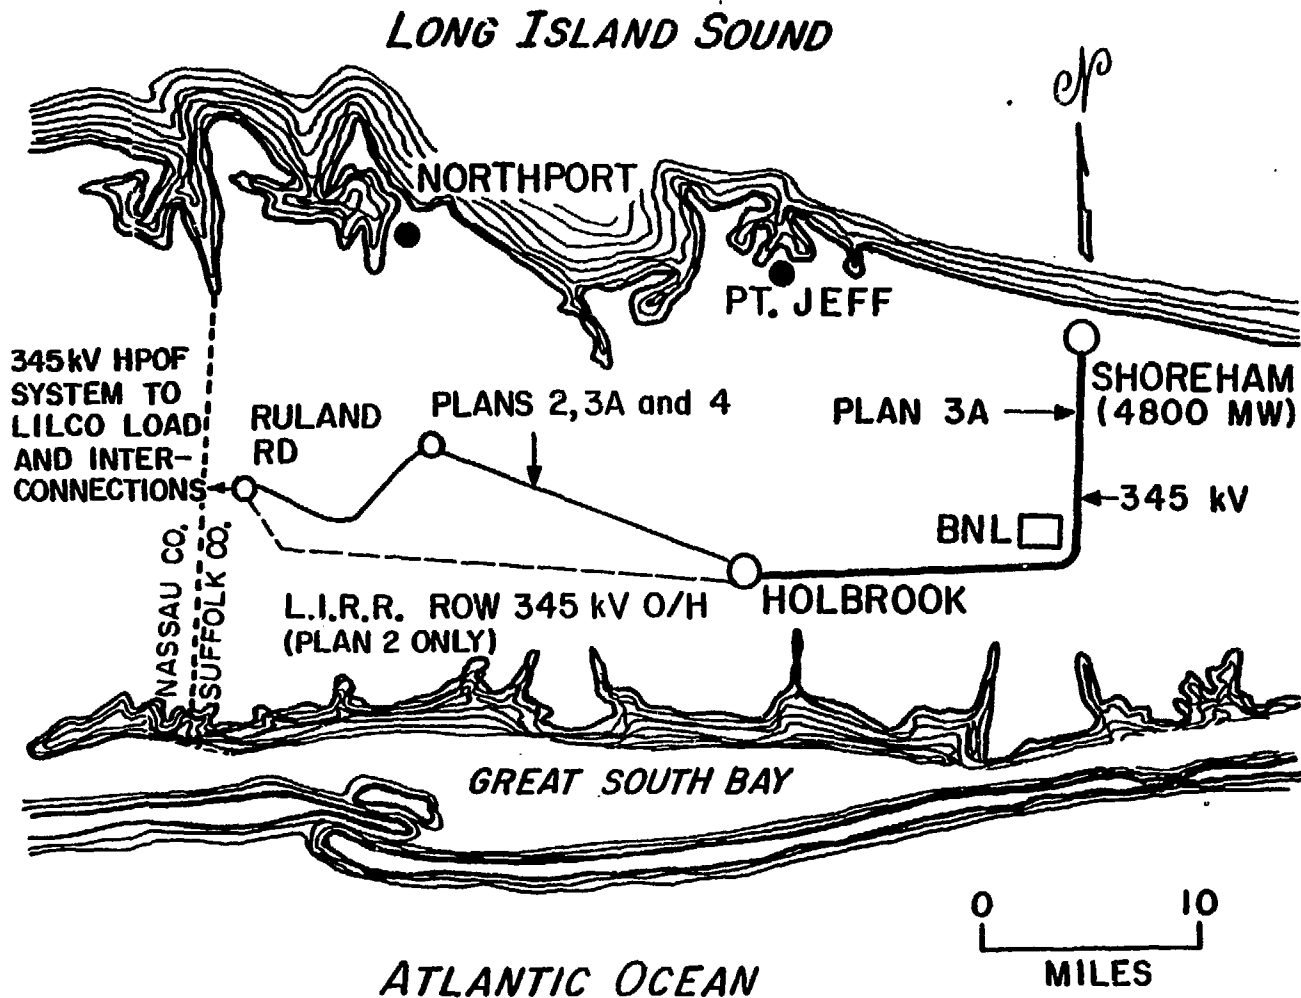 LONG ISLAND SOUND
N
NORTHPORT
PT. JEFF
345kV HPOF
SYSTEM TO
LILCO LOAD
AND INTER-
CONNECTIONS
RULAND
RD
PLANS 2, 3A and 4
PLAN 3A
SHOREHAM
(4800 MW)
345 kV
BNL
HOLBROOK
NASSAU CO.
SUFFOLK CO.
L.I.R.R. ROW 345 kV O/H
(PLAN 2 ONLY)
GREAT SOUTH BAY
0 10
MILES
ATLANTIC OCEAN